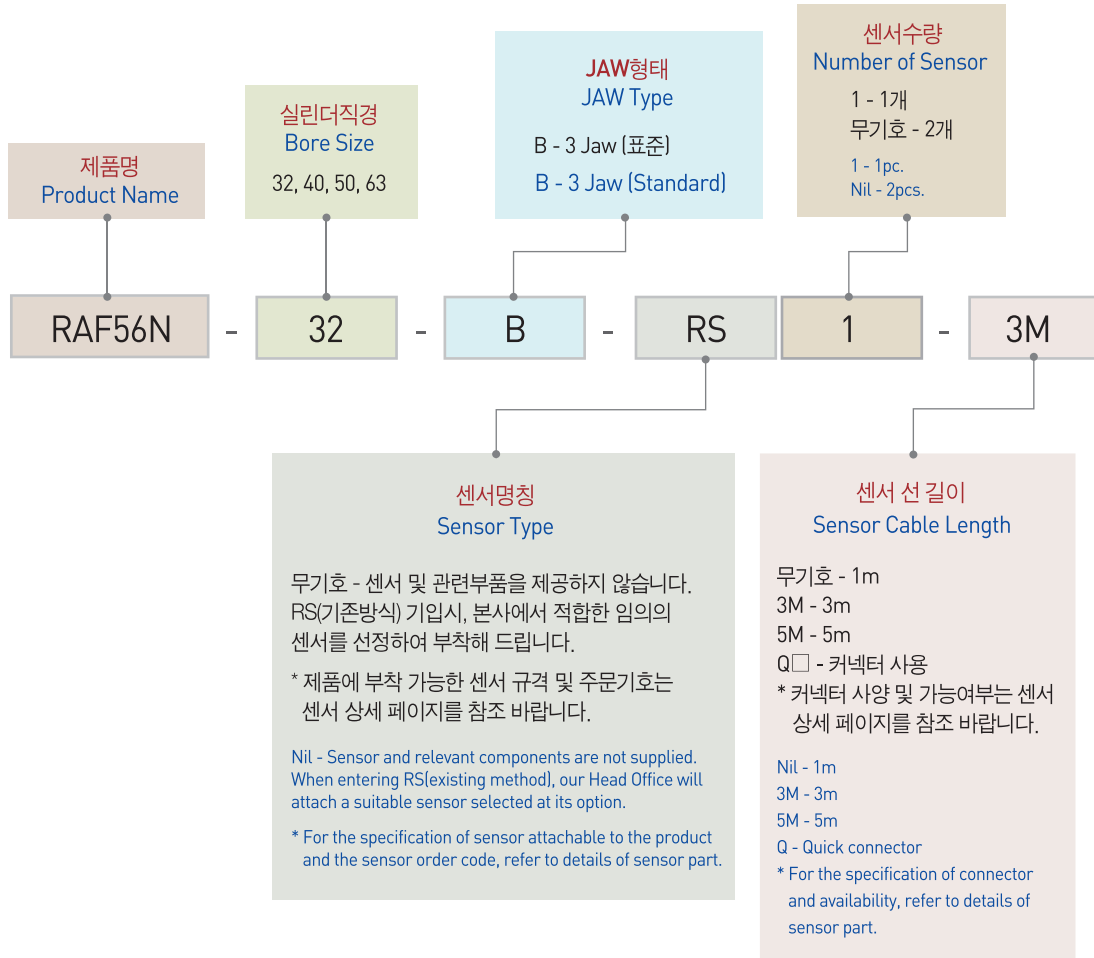 제품명
Product Name
실린더직경
Bore Size
32, 40, 50, 63
JAW형태
JAW Type
B - 3 Jaw (표준)
B - 3 Jaw (Standard)
센서수량
Number of Sensor
1 - 1개
무기호 - 2개
1 - 1pc.
Nil - 2pcs.
RAF56N - 32 - B - RS 1 - 3M
센서명칭
Sensor Type
무기호 - 센서 및 관련부품을 제공하지 않습니다.
RS(기존방식) 기입시, 본사에서 적합한 임의의
센서를 선정하여 부착해 드립니다.
* 제품에 부착 가능한 센서 규격 및 주문기호는
센서 상세 페이지를 참조 바랍니다.
Nil - Sensor and relevant components are not supplied.
When entering RS(existing method), our Head Office will
attach a suitable sensor selected at its option.
* For the specification of sensor attachable to the product
and the sensor order code, refer to details of sensor part.
센서 선 길이
Sensor Cable Length
무기호 - 1m
3M - 3m
5M - 5m
Q□ - 커넥터 사용
* 커넥터 사양 및 가능여부는 센서
상세 페이지를 참조 바랍니다.
Nil - 1m
3M - 3m
5M - 5m
Q - Quick connector
* For the specification of connector
and availability, refer to details of
sensor part.